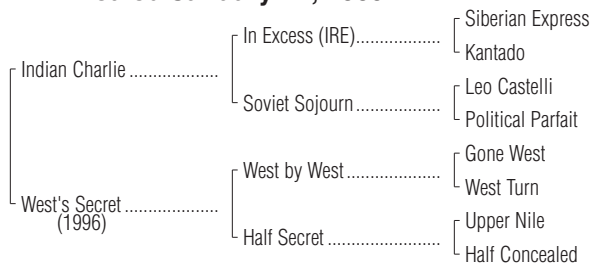 Siberian Express
In Excess (IRE)...................
Kantado
Indian Charlie ....................
Leo Castelli
Soviet Sojourn ...................
Political Parfait
Gone West
West by West.....................
West Turn
West's Secret .....................
(1996)
Upper Nile
Half Secret .........................
Half Concealed